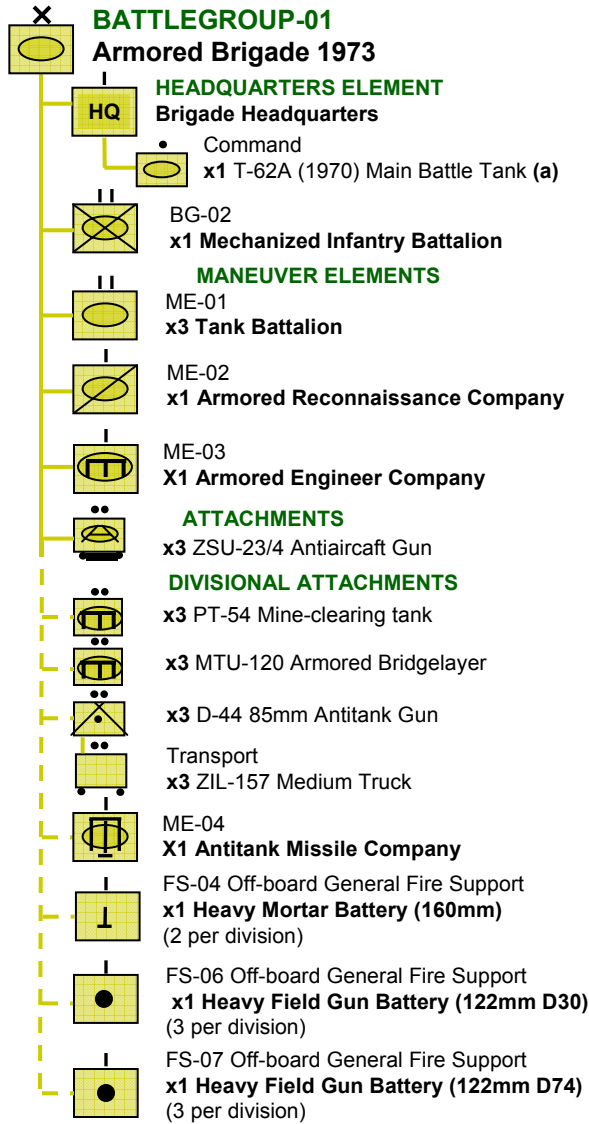 BATTLEGROUP-01
Armored Brigade 1973
HEADQUARTERS ELEMENT
HQ
Brigade Headquarters
Command
x1 T-62A (1970) Main Battle Tank (a)
BG-02
x1 Mechanized Infantry Battalion
MANEUVER ELEMENTS
ME-01
x3 Tank Battalion
ME-02
x1 Armored Reconnaissance Company
ME-03
X1 Armored Engineer Company
ATTACHMENTS
x3 ZSU-23/4 Antiaircaft Gun
DIVISIONAL ATTACHMENTS
x3 PT-54 Mine-clearing tank
x3 MTU-120 Armored Bridgelayer
x3 D-44 85mm Antitank Gun
Transport
x3 ZIL-157 Medium Truck
ME-04
X1 Antitank Missile Company
FS-04 Off-board General Fire Support
x1 Heavy Mortar Battery (160mm)
(2 per division)
FS-06 Off-board General Fire Support
x1 Heavy Field Gun Battery (122mm D30)
(3 per division)
FS-07 Off-board General Fire Support
x1 Heavy Field Gun Battery (122mm D74)
(3 per division)